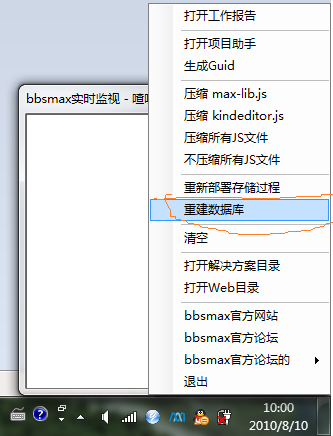 打开工作报告
打开项目助手
生成Guid
压缩 max-lib.js
bbsmax实时监视 - 喧
压缩 kindeditor.js
压缩所有JS文件
不压缩所有JS文件
重新部署存储过程
重建数据库
清空
打开解决方案目录
打开Web目录
bbsmax官方网站
bbsmax官方论坛
bbsmax官方论坛的
退出
10:00
2010/8/10